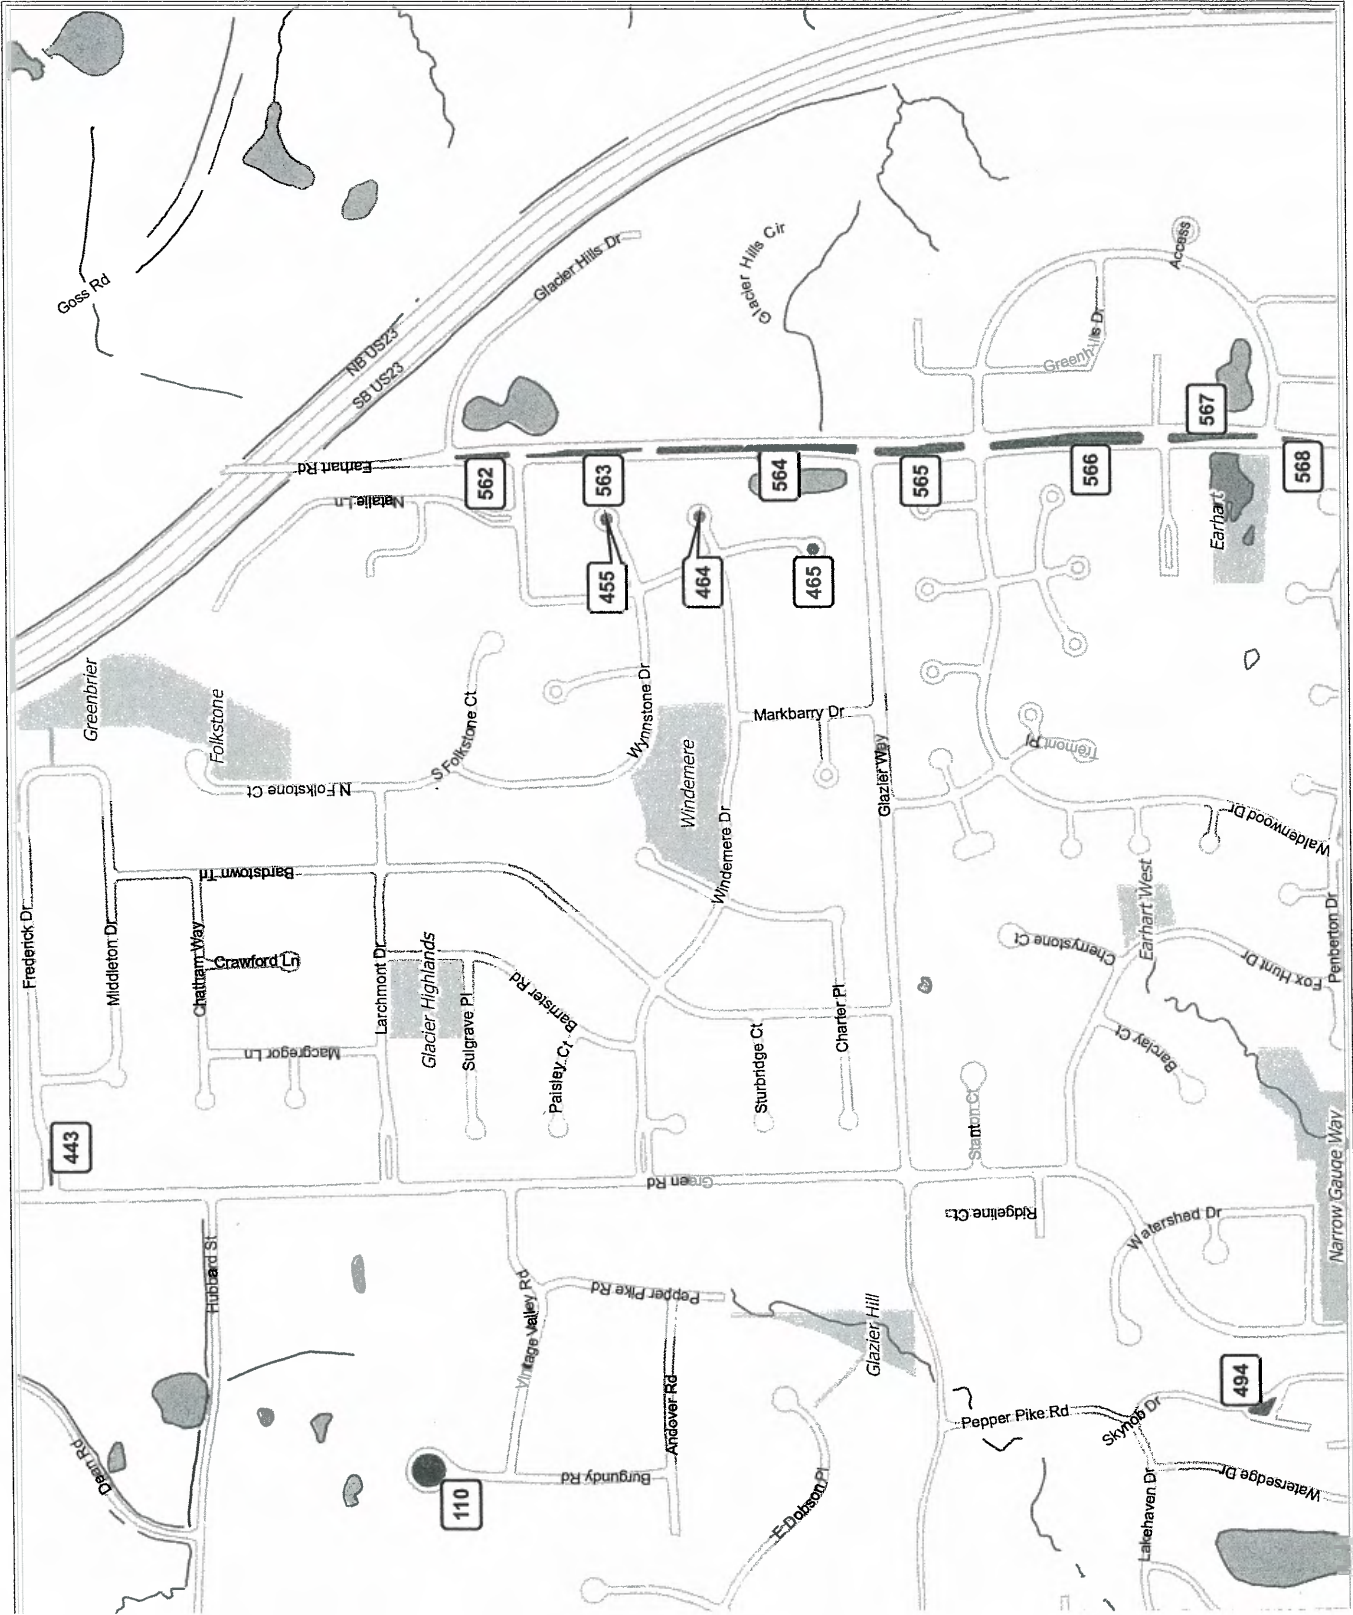 Goss Rd
NB US23
SB US23
Glacier Hills Dr
Glacier Hills Cir
Access
Greenhills Dr
Earhart Rd
Natalie Ln
562
563
564
565
566
567
568
Earhart
455
464
465
Greenbrier
Folkstone
N Folkstone Ct
S Folkstone Ct
Wynnstone Dr
Windemere
Windemere Dr
Markbarry Dr
Glazier Way
Tremont Pl
Waldenwood Dr
Earhart West
Cherrystone Ct
Fox Hunt Dr
Penberton Dr
Barclay Ct
Frederick Dr
Middleton Dr
Chatham Way
Bardstown Trl
Crawford Ln
Macgregor Ln
Larchmont Dr
Glacier Highlands
Sulgrave Pl
Barrister Rd
Paisley Ct
Sturbridge Ct
Charter Pl
Stanton Ct
443
Green Rd
Ridgeline Ct
Watershed Dr
Narrow Gauge Way
Hubbard St
Vintage Valley Rd
Pepper Pike Rd
Glazier Hill
Andover Rd
Burgundy Rd
110
E Dobson Pl
Dean Rd
Pepper Pike Rd
Skynob Dr
494
Lakehaven Dr
Watersedge Dr